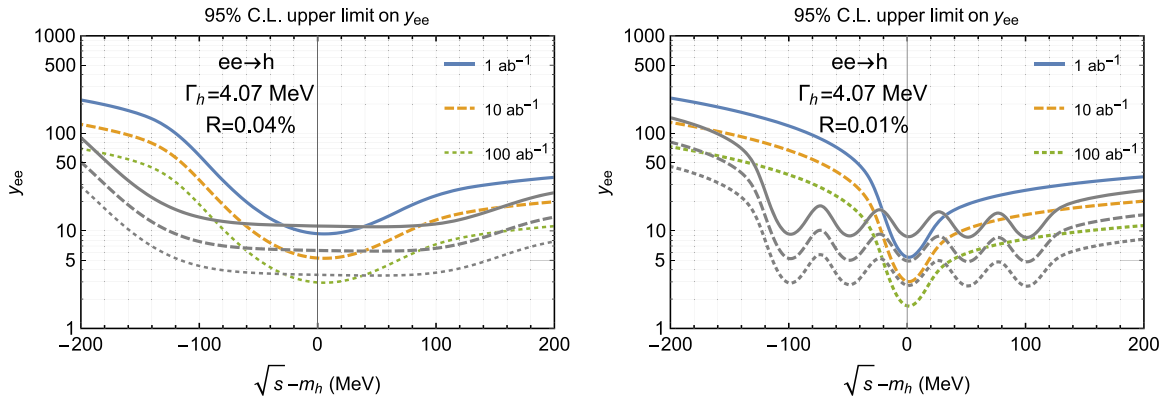 95% C.L. upper limit on y_ee
1000
500
100
50
10
5
1
y_ee
ee→h
Γ_h=4.07 MeV
R=0.04%
1 ab⁻¹
10 ab⁻¹
100 ab⁻¹
−200
−100
0
100
200
√s −m_h (MeV)
95% C.L. upper limit on y_ee
1000
500
100
50
10
5
1
y_ee
ee→h
Γ_h=4.07 MeV
R=0.01%
1 ab⁻¹
10 ab⁻¹
100 ab⁻¹
−200
−100
0
100
200
√s −m_h (MeV)